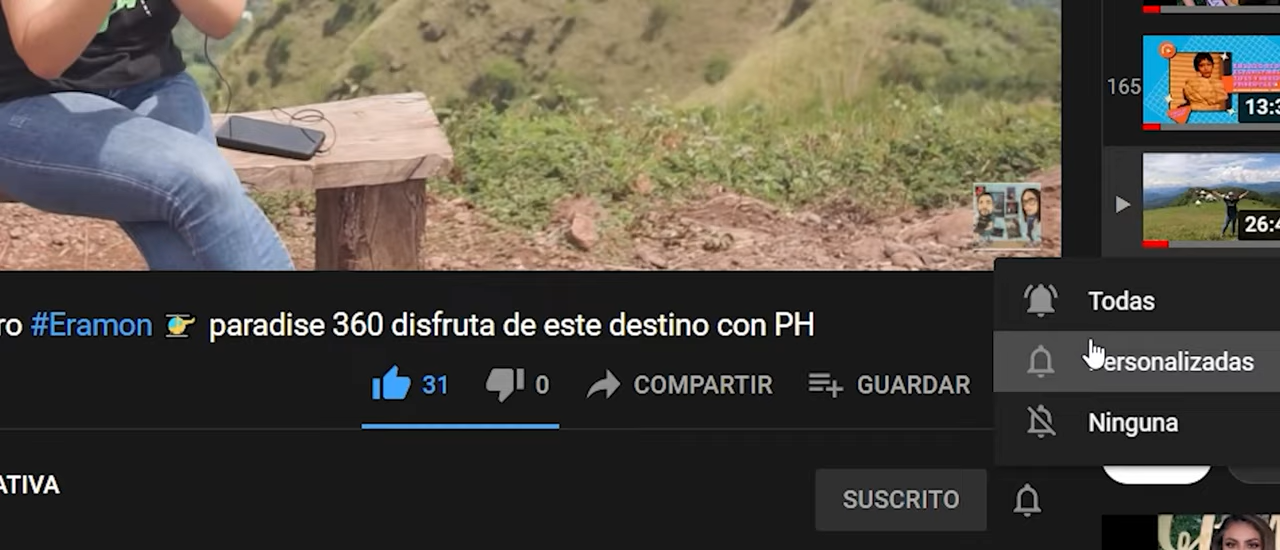 165
13:3
26:4
ro #Eramon paradise 360 disfruta de este destino con PH
31 0 COMPARTIR GUARDAR
Todas
ersonalizadas
Ninguna
ATIVA
SUSCRITO